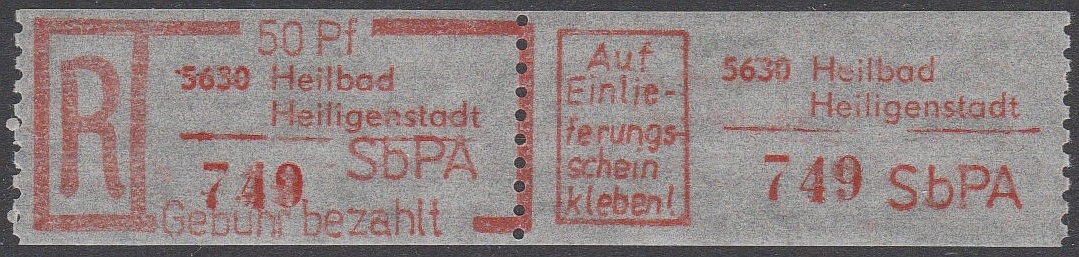 R
50 Pf
5630 Heilbad
Heiligenstadt
749 SbPA
Gebühr bezahlt
Auf
Einlie-
ferungs-
schein
kleben!
5630 Heilbad
Heiligenstadt
749 SbPA